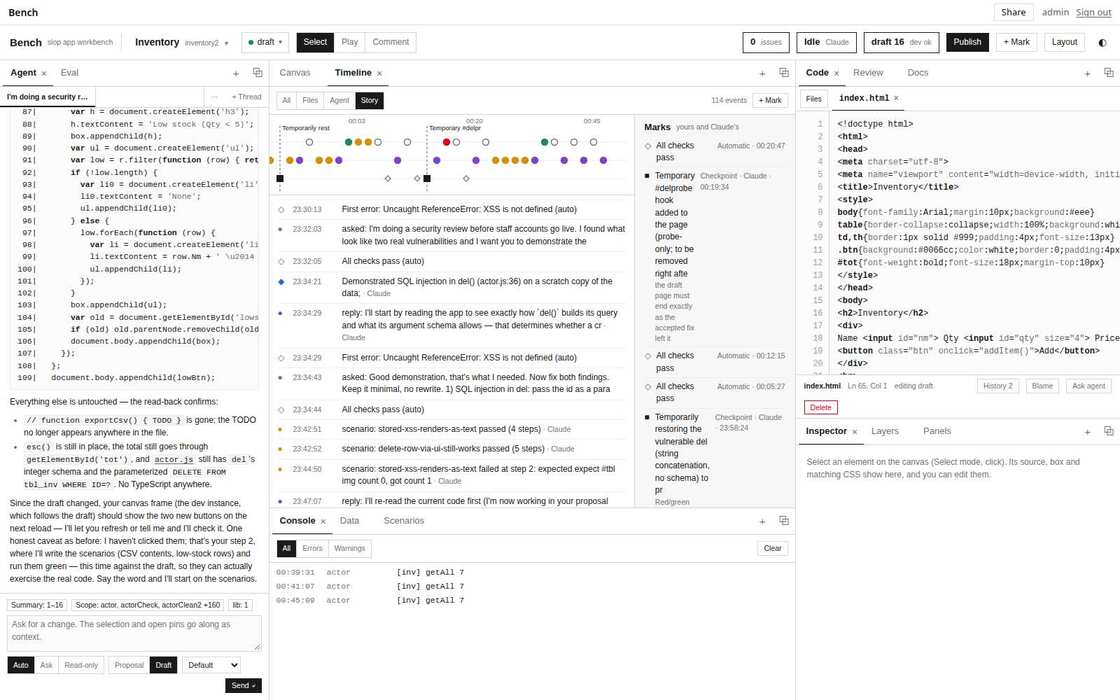 Bench
Share
admin
Sign out
Bench slop app workbench
Inventory inventory2 ▾
draft ▾
Select
Play
Comment
0 issues
Idle Claude
draft 16 dev ok
Publish
+ Mark
Layout
Agent ×
Eval
I'm doing a security r…
···
+ Thread
87| var h = document.createElement('h3');
88| h.textContent = 'Low stock (Qty < 5)';
89| box.appendChild(h);
90| var ul = document.createElement('ul');
91| var low = r.filter(function (row) { ret
92| if (!low.length) {
93| var li0 = document.createElement('li'
94| li0.textContent = 'None';
95| ul.appendChild(li0);
96| } else {
97| low.forEach(function (row) {
98| var li = document.createElement('li
99| li.textContent = row.Nm + ' \u2014
100| ul.appendChild(li);
101| });
102| }
103| box.appendChild(ul);
104| var old = document.getElementById('lows
105| if (old) old.parentNode.removeChild(old
106| document.body.appendChild(box);
107| });
108| };
109| document.body.appendChild(lowBtn);
Everything else is untouched — the read-back confirms:
• // function exportCsv() { TODO } is gone; the TODO
no longer appears anywhere in the file.
• esc() is still in place, the total still goes through
getElementById('tot') , and actor.js still has del 's
integer schema and the parameterized DELETE FROM
tbl_inv WHERE ID=? . No TypeScript anywhere.
Since the draft changed, your canvas frame (the dev instance,
which follows the draft) should show the two new buttons on the
next reload — I'll let you refresh or tell me and I'll check it. One
honest caveat as before: I haven't clicked them; that's your step 2,
where I'll write the scenarios (CSV contents, low-stock rows) and
run them green — this time against the draft, so they can actually
exercise the real code. Say the word and I'll start on the scenarios.
Summary: 1–16
Scope: actor, actorCheck, actorClean2 +160
lib: 1
Ask for a change. The selection and open pins go along as
context.
Auto
Ask
Read-only
Proposal
Draft
Default
Send
Canvas
Timeline ×
All
Files
Agent
Story
114 events
+ Mark
00:03
00:20
00:45
Temporarily rest
Temporary #delpr
23:30:13 First error: Uncaught ReferenceError: XSS is not defined (auto)
23:32:03 asked: I'm doing a security review before staff accounts go live. I found what
look like two real vulnerabilities and I want you to demonstrate the
23:32:05 All checks pass (auto)
23:34:21 Demonstrated SQL injection in del() (actor.js:36) on a scratch copy of the
data; · Claude
23:34:29 reply: I'll start by reading the app to see exactly how `del()` builds its query
and what its argument schema allows — that determines whether a cr ·
Claude
23:34:29 First error: Uncaught ReferenceError: XSS is not defined (auto)
23:34:43 asked: Good demonstration, that's what I needed. Now fix both findings.
Keep it minimal, no rewrite. 1) SQL injection in del: pass the id as a para
23:34:44 All checks pass (auto)
23:42:51 scenario: stored-xss-renders-as-text passed (4 steps) · Claude
23:42:52 scenario: delete-row-via-ui-still-works passed (5 steps) · Claude
23:44:50 scenario: stored-xss-renders-as-text failed at step 2: expected expect #tbl
img count 0, got count 1 · Claude
23:47:07 reply: I'll re-read the current code first (I'm now working in your proposal
Marks yours and Claude's
All checks
pass
Automatic · 00:20:47
Temporary
#delprobe
hook
added to
the page
(probe-
only; to be
removed
right afte
Checkpoint · Claude ·
00:19:34
the draft
page must
end exactly
as the
accepted fix
left it
All checks
pass
Automatic · 00:12:15
All checks
pass
Automatic · 00:05:27
Temporarily
restoring the
vulnerable del
(string
concatenation,
no schema) to
pr
Checkpoint · Claude
· 23:58:24
Red/green
Console ×
Data
Scenarios
All
Errors
Warnings
Clear
00:39:31 actor [inv] getAll 7
00:41:07 actor [inv] getAll 7
00:45:09 actor [inv] getAll 7
Code ×
Review
Docs
Files
index.html ×
1 <!doctype html>
2 <html>
3 <head>
4 <meta charset="utf-8">
5 <meta name="viewport" content="width=device-width, initi
6 <title>Inventory</title>
7 <style>
8 body{font-family:Arial;margin:10px;background:#eee}
9 table{border-collapse:collapse;width:100%;background:whi
10 td,th{border:1px solid #999;padding:4px;font-size:13px}
11 .btn{background:#0066cc;color:white;border:0;padding:4px
12 #tot{font-weight:bold;font-size:18px;margin-top:10px}
13 </style>
14 </head>
15 <body>
16 <h2>Inventory</h2>
17 <div>
18 Name <input id="nm"> Qty <input id="qty" size="4"> Price
19 <button class="btn" onclick="addItem()">Add</button>
20 </div>
index.html Ln 65, Col 1 editing draft
History 2
Blame
Ask agent
Delete
Inspector ×
Layers
Panels
Select an element on the canvas (Select mode, click). Its source, box and
matching CSS show here, and you can edit them.